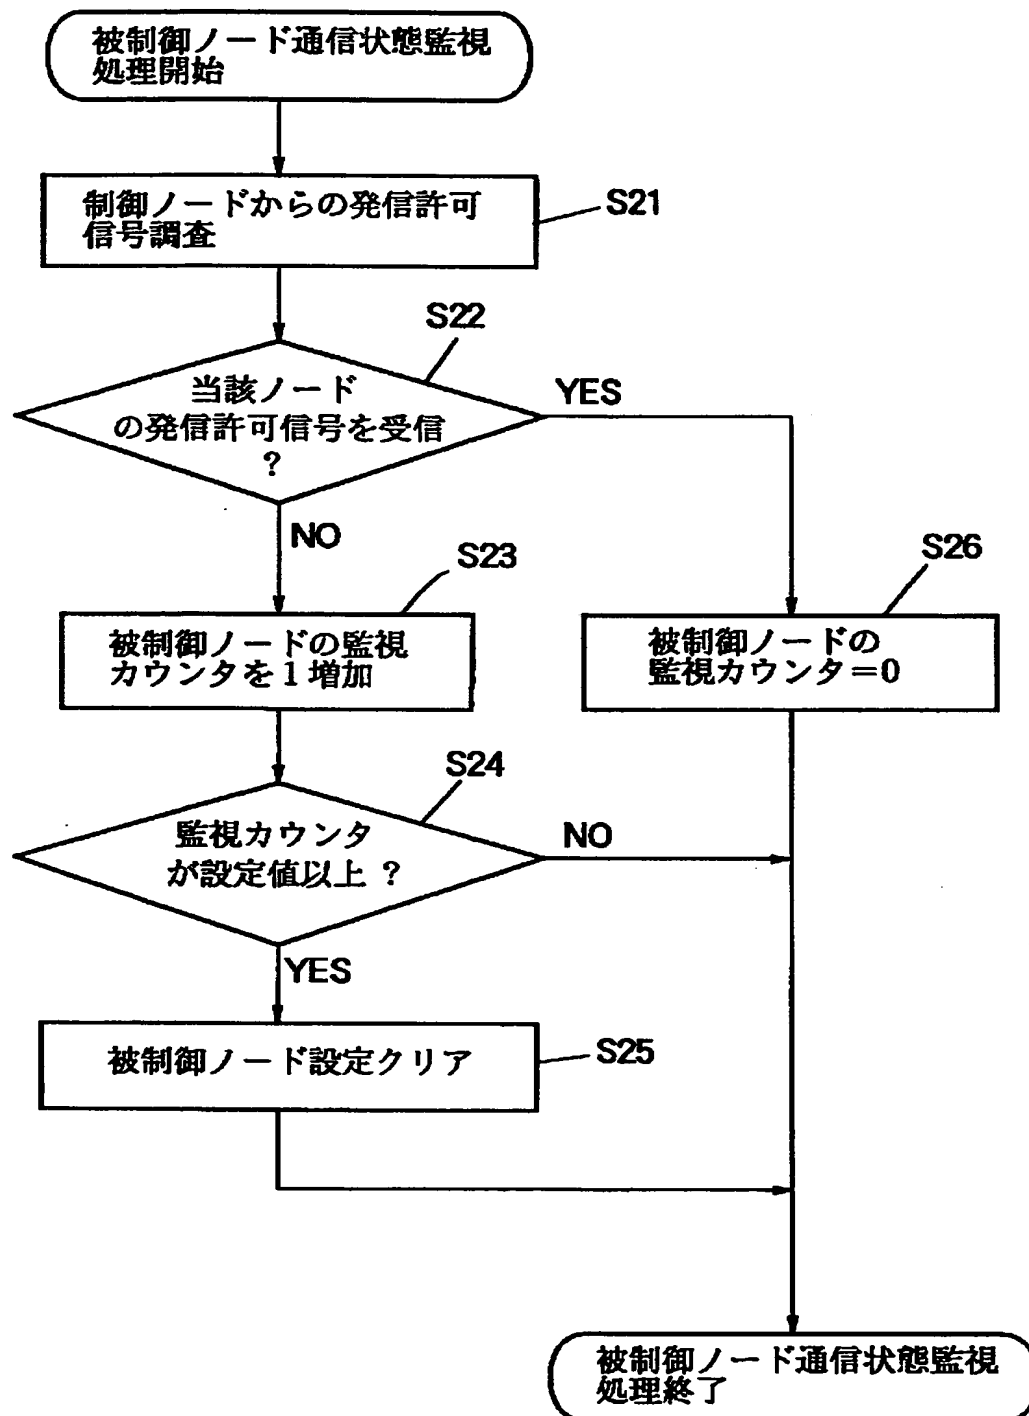 被制御ノード通信状態監視
処理開始
制御ノードからの発信許可
信号調査
S21
S22
当該ノード
の発信許可信号を受信
?
YES
NO
S23
S26
被制御ノードの監視
カウンタを1増加
被制御ノードの
監視カウンタ=0
S24
監視カウンタ
が設定値以上 ?
NO
YES
被制御ノード設定クリア
S25
被制御ノード通信状態監視
処理終了